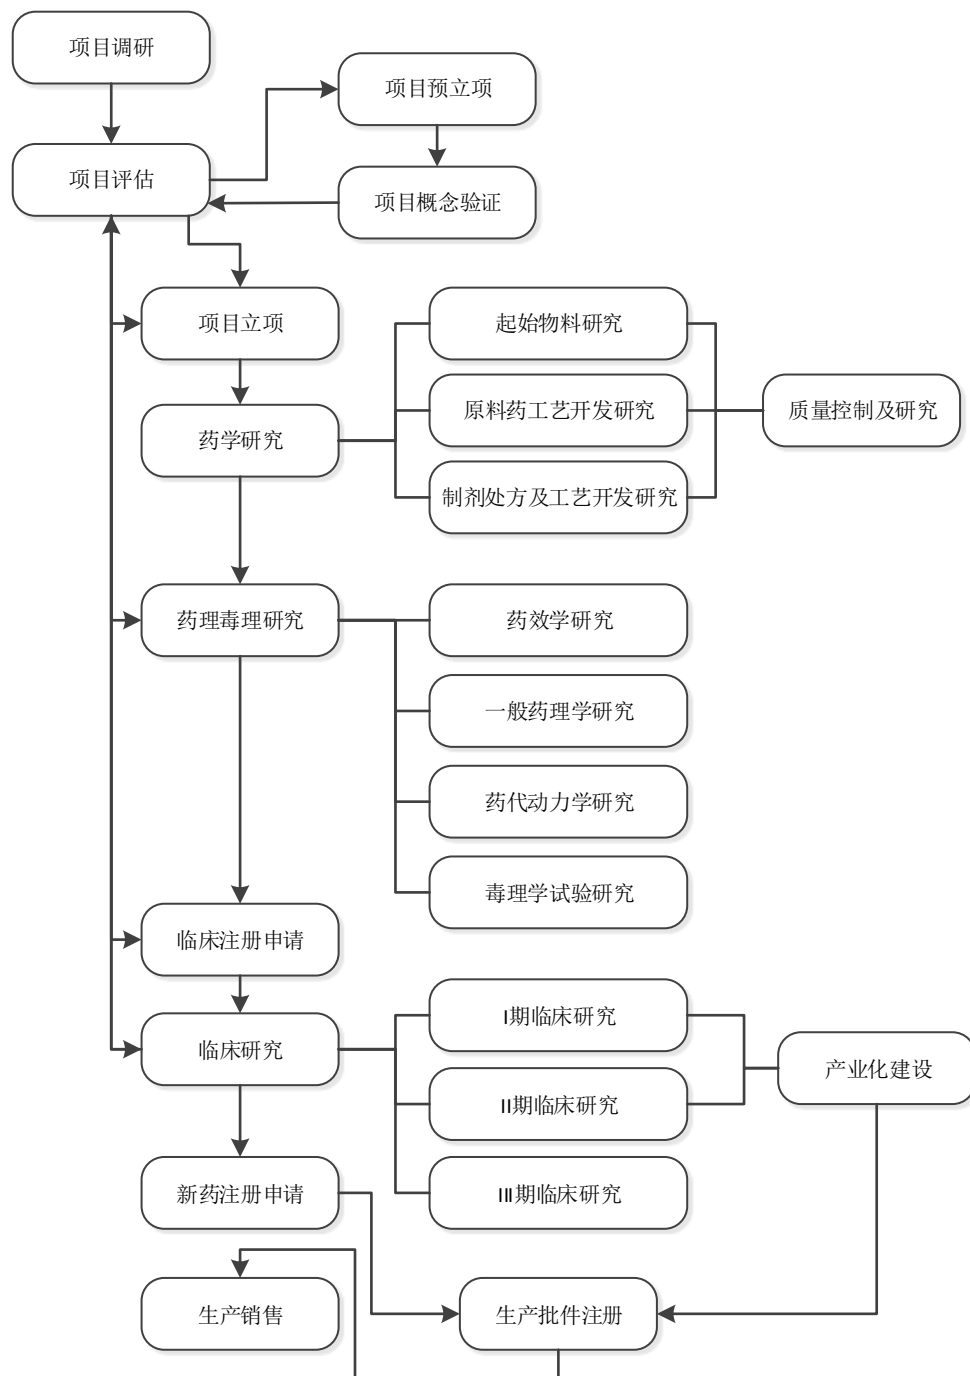 项目调研
项目预立项
项目评估
项目概念验证
项目立项
起始物料研究
药学研究
原料药工艺开发研究
质量控制及研究
制剂处方及工艺开发研究
药理毒理研究
药效学研究
一般药理学研究
药代动力学研究
毒理学试验研究
临床注册申请
临床研究
I期临床研究
II期临床研究
产业化建设
III期临床研究
新药注册申请
生产销售
生产批件注册